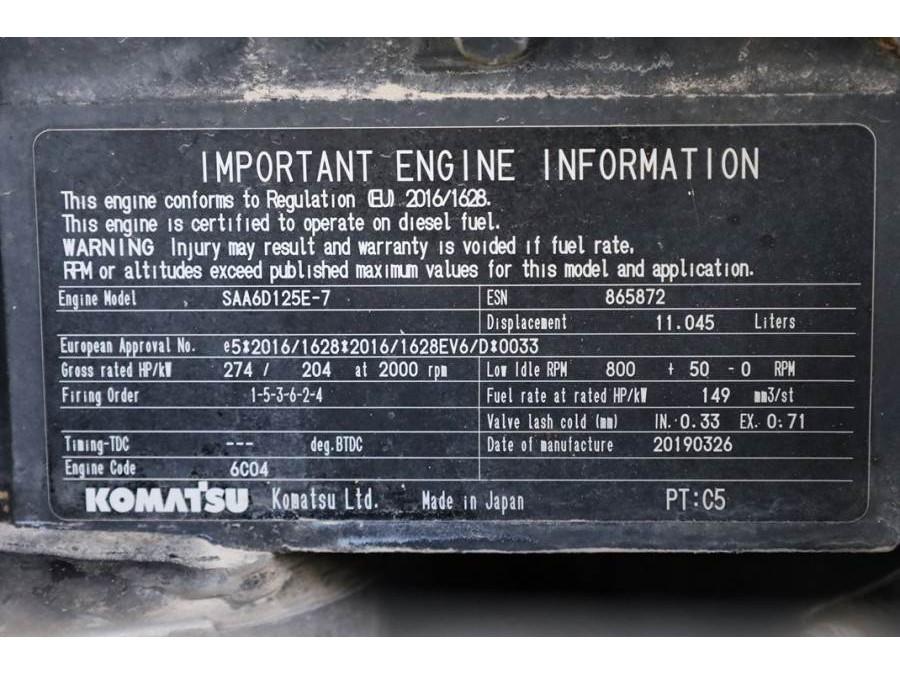 IMPORTANT ENGINE INFORMATION
This engine conforms to Regulation (EU) 2016/1628.
This engine is certified to operate on diesel fuel.
WARNING Injury may result and warranty is voided if fuel rate.
RPM or altitudes exceed published maximum values for this model and application.
Engine Model SAA6D125E-7 ESN 865872
Displacement 11.045 Liters
European Approval No. e5*2016/1628*2016/1628EV6/D*0033
Gross rated HP/kW 274 / 204 at 2000 rpm Low Idle RPM 800 + 50 - 0 RPM
Firing Order 1-5-3-6-2-4 Fuel rate at rated HP/kW 149 mm3/st
Valve lash cold (mm) IN. 0.33 EX. 0.71
Timing-TDC --- deg.BTDC Date of manufacture 20190326
Engine Code 6C04
KOMATSU Komatsu Ltd. Made in Japan PT:C5